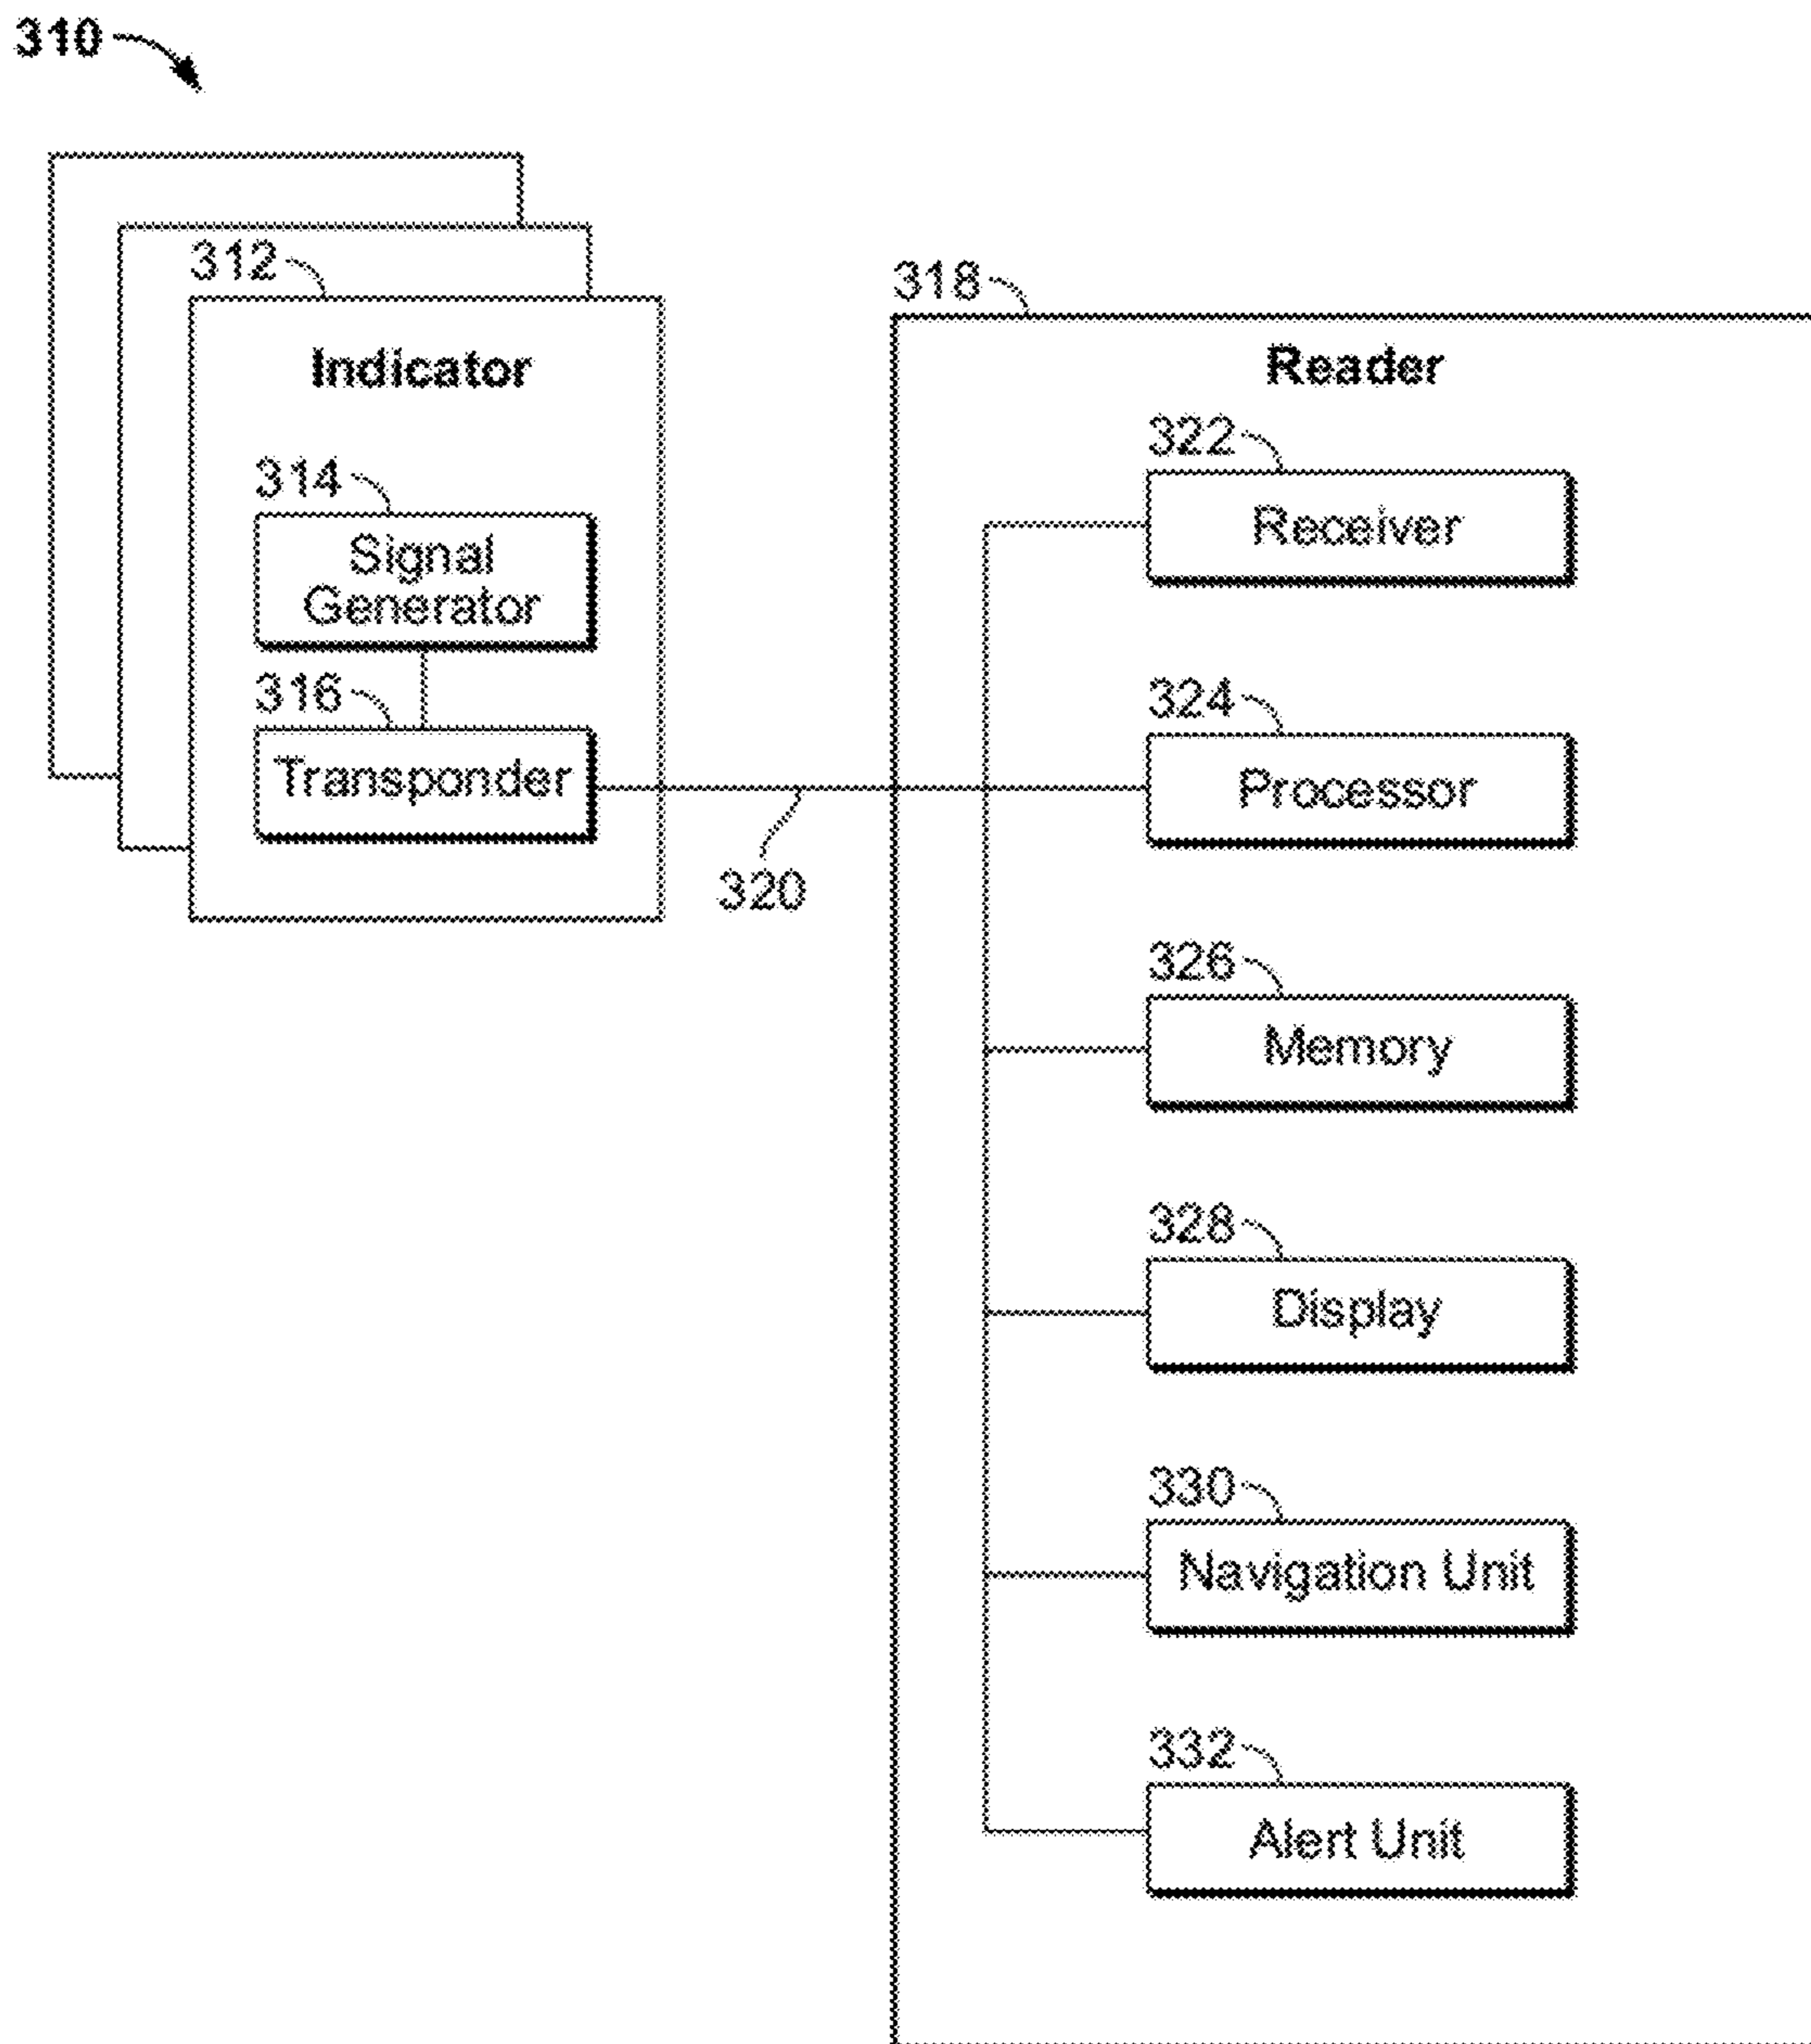 310
312
Indicator
314
Signal
Generator
316
Transponder
320
318
Reader
322
Receiver
324
Processor
326
Memory
328
Display
330
Navigation Unit
332
Alert Unit